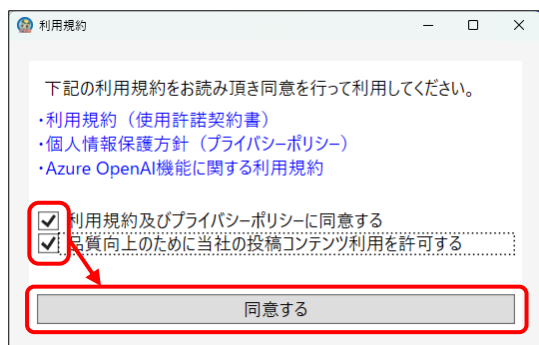 利用規約
下記の利用規約をお読み頂き同意を行って利用してください。
・利用規約（使用許諾契約書）
・個人情報保護方針（プライバシーポリシー）
・Azure OpenAI機能に関する利用規約
利用規約及びプライバシーポリシーに同意する
品質向上のために当社の投稿コンテンツ利用を許可する
同意する